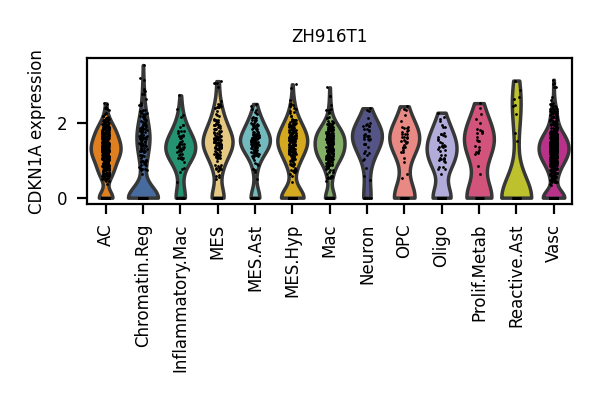 ZH916T1
CDKN1A expression
2
0
AC
Chromatin.Reg
Inflammatory.Mac
MES
MES.Ast
MES.Hyp
Mac
Neuron
OPC
Oligo
Prolif.Metab
Reactive.Ast
Vasc